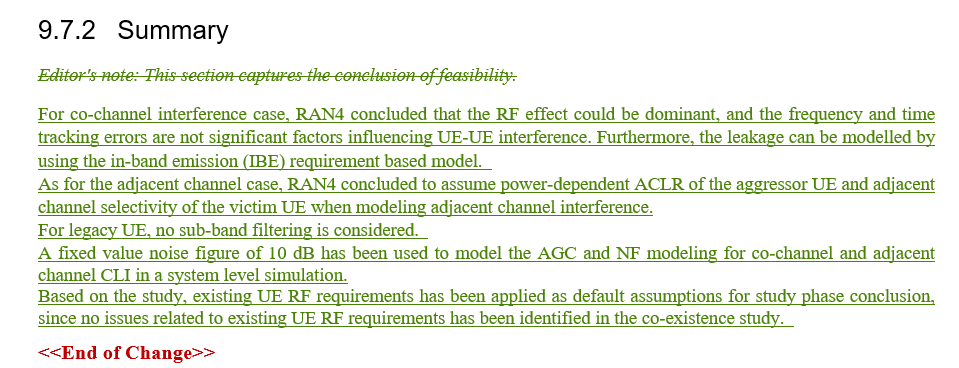 9.7.2 Summary
Editor's note: This section captures the conclusion of feasibility.
For co-channel interference case, RAN4 concluded that the RF effect could be dominant, and the frequency and time
tracking errors are not significant factors influencing UE-UE interference. Furthermore, the leakage can be modelled by
using the in-band emission (IBE) requirement based model.
As for the adjacent channel case, RAN4 concluded to assume power-dependent ACLR of the aggressor UE and adjacent
channel selectivity of the victim UE when modeling adjacent channel interference.
For legacy UE, no sub-band filtering is considered.
A fixed value noise figure of 10 dB has been used to model the AGC and NF modeling for co-channel and adjacent
channel CLI in a system level simulation.
Based on the study, existing UE RF requirements has been applied as default assumptions for study phase conclusion,
since no issues related to existing UE RF requirements has been identified in the co-existence study.
<<End of Change>>